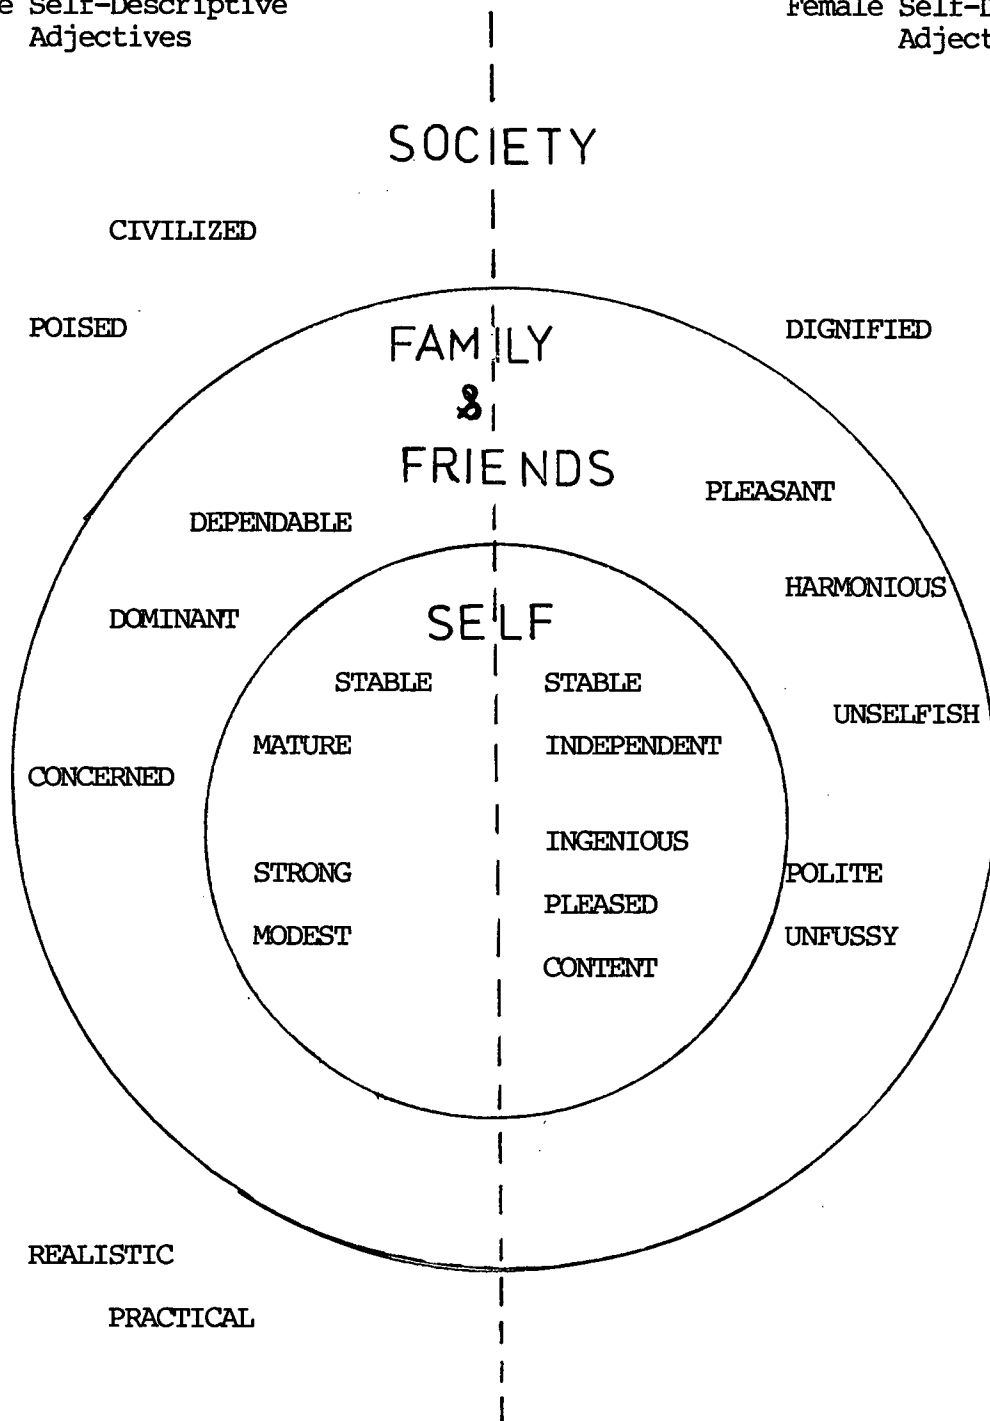 e Self-Descriptive
Adjectives
Female Self-D
Adject
SOCIETY
CIVILIZED
POISED
DIGNIFIED
FAMILY
&
FRIENDS
PLEASANT
DEPENDABLE
HARMONIOUS
DOMINANT
SELF
STABLE
STABLE
UNSELFISH
MATURE
INDEPENDENT
CONCERNED
INGENIOUS
STRONG
POLITE
PLEASED
MODEST
UNFUSSY
CONTENT
REALISTIC
PRACTICAL